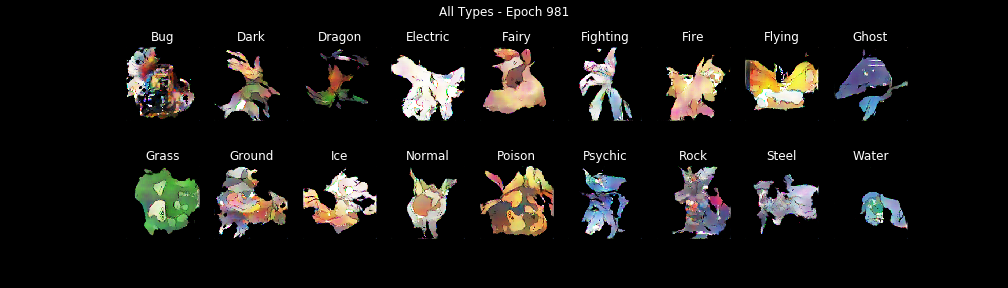 All Types - Epoch 981
Bug Dark Dragon Electric Fairy Fighting Fire Flying Ghost
Grass Ground Ice Normal Poison Psychic Rock Steel Water